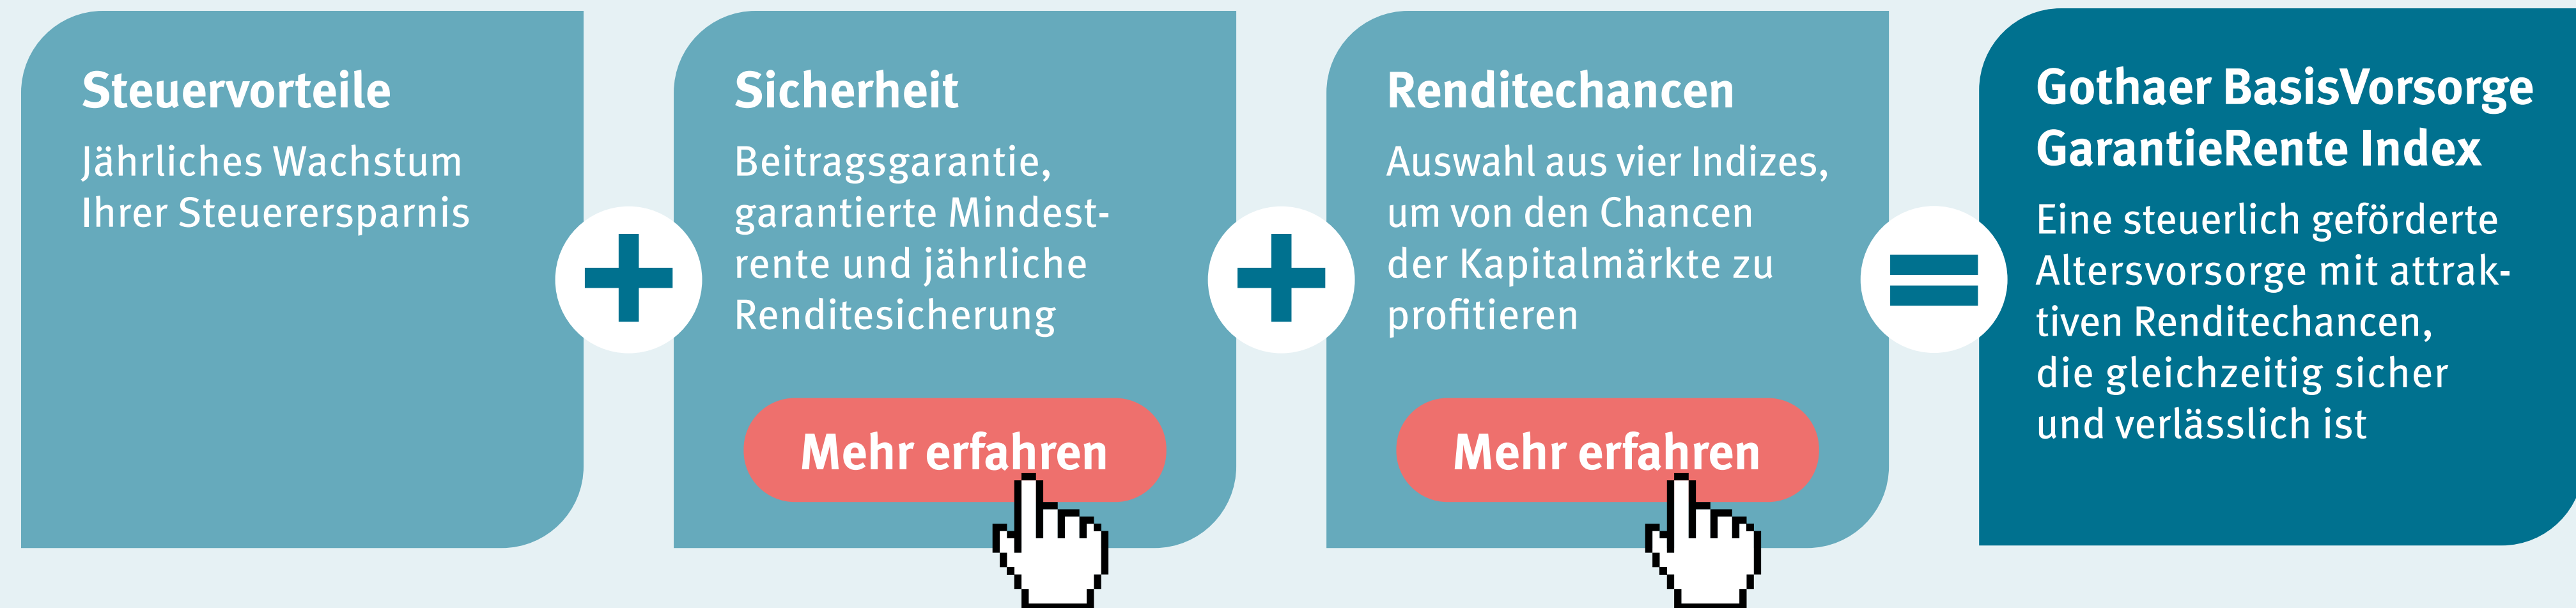 Steuervorteile
Jährliches Wachstum
Ihrer Steuerersparnis
Sicherheit
Beitragsgarantie,
garantierte Mindest-
rente und jährliche
Renditesicherung
Mehr erfahren
Renditechancen
Auswahl aus vier Indizes,
um von den Chancen
der Kapitalmärkte zu
profitieren
Mehr erfahren
Gothaer BasisVorsorge
GarantieRente Index
Eine steuerlich geförderte
Altersvorsorge mit attrak-
tiven Renditechancen,
die gleichzeitig sicher
und verlässlich ist